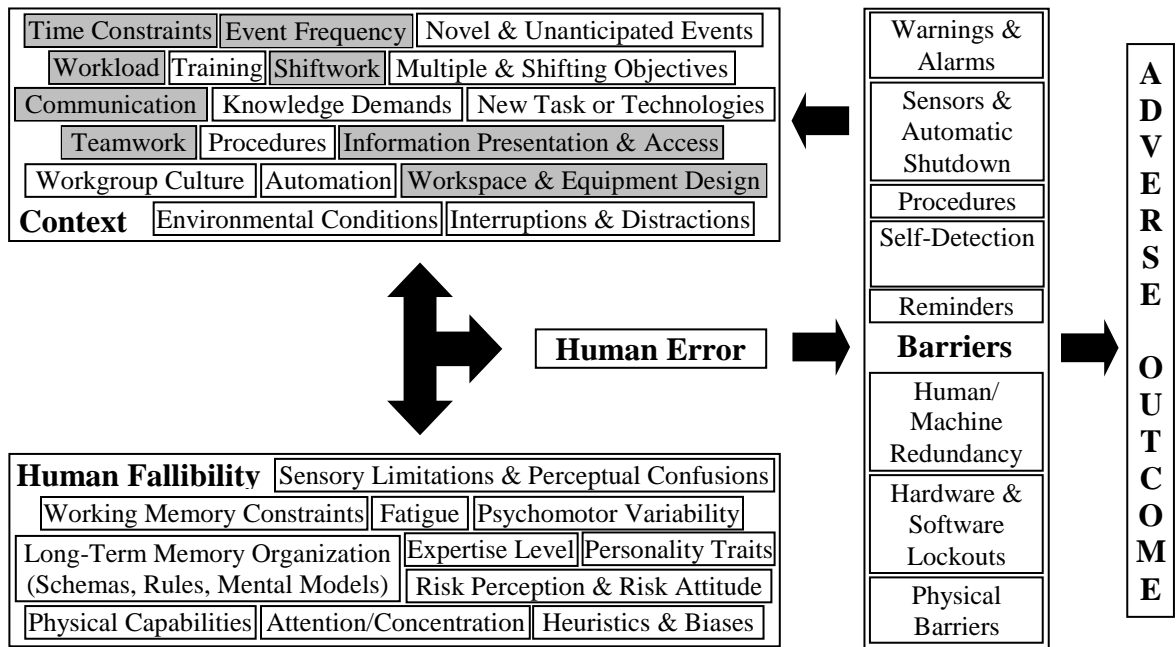 Time Constraints Event Frequency Novel & Unanticipated Events
Workload Training Shiftwork Multiple & Shifting Objectives
Communication Knowledge Demands New Task or Technologies
Teamwork Procedures Information Presentation & Access
Workgroup Culture Automation Workspace & Equipment Design
Context Environmental Conditions Interruptions & Distractions
Human Error
Human Fallibility Sensory Limitations & Perceptual Confusions
Working Memory Constraints Fatigue Psychomotor Variability
Long-Term Memory Organization
(Schemas, Rules, Mental Models)
Expertise Level Personality Traits
Risk Perception & Risk Attitude
Physical Capabilities Attention/Concentration Heuristics & Biases
Warnings &
Alarms
Sensors &
Automatic
Shutdown
Procedures
Self-Detection
Reminders
Barriers
Human/
Machine
Redundancy
Hardware &
Software
Lockouts
Physical
Barriers
ADVERSE OUTCOME